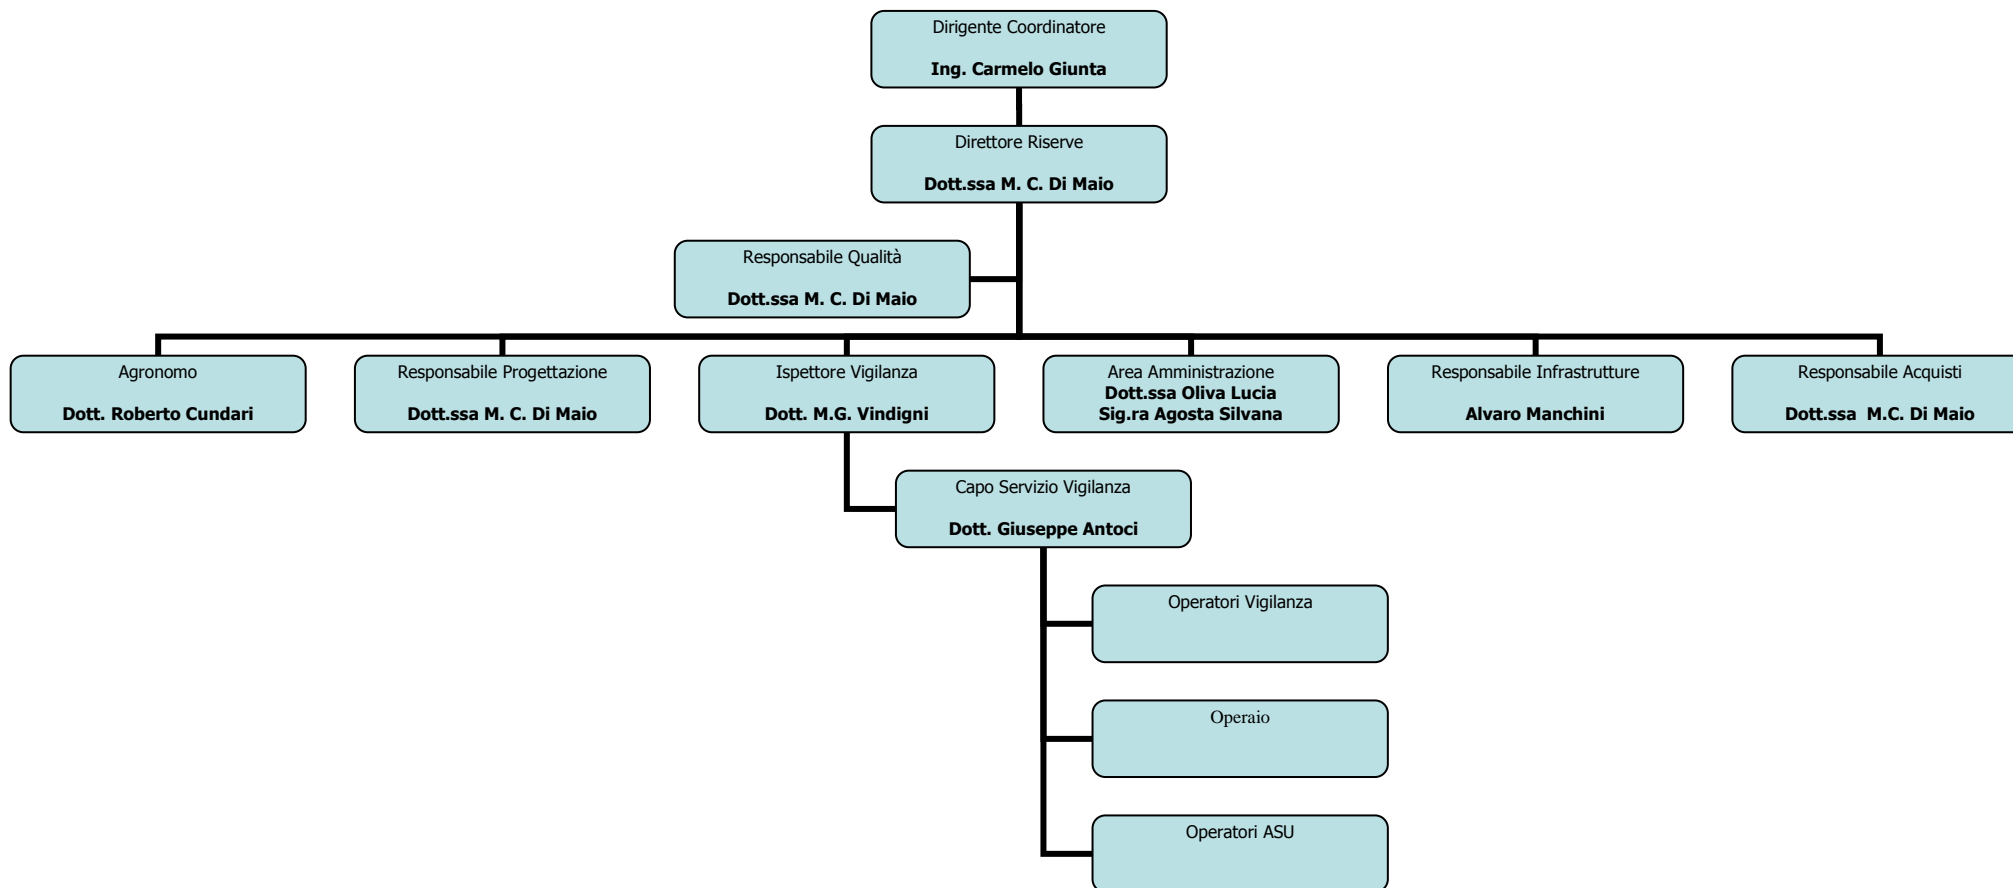 Dirigente Coordinatore
Ing. Carmelo Giunta
Direttore Riserve
Dott.ssa M. C. Di Maio
Responsabile Qualità
Dott.ssa M. C. Di Maio
Agronomo
Dott. Roberto Cundari
Responsabile Progettazione
Dott.ssa M. C. Di Maio
Ispettore Vigilanza
Dott. M.G. Vindigni
Area Amministrazione
Dott.ssa Oliva Lucia
Sig.ra Agosta Silvana
Responsabile Infrastrutture
Alvaro Manchini
Responsabile Acquisti
Dott.ssa  M.C. Di Maio
Capo Servizio Vigilanza
Dott. Giuseppe Antoci
Operatori Vigilanza
Operaio
Operatori ASU